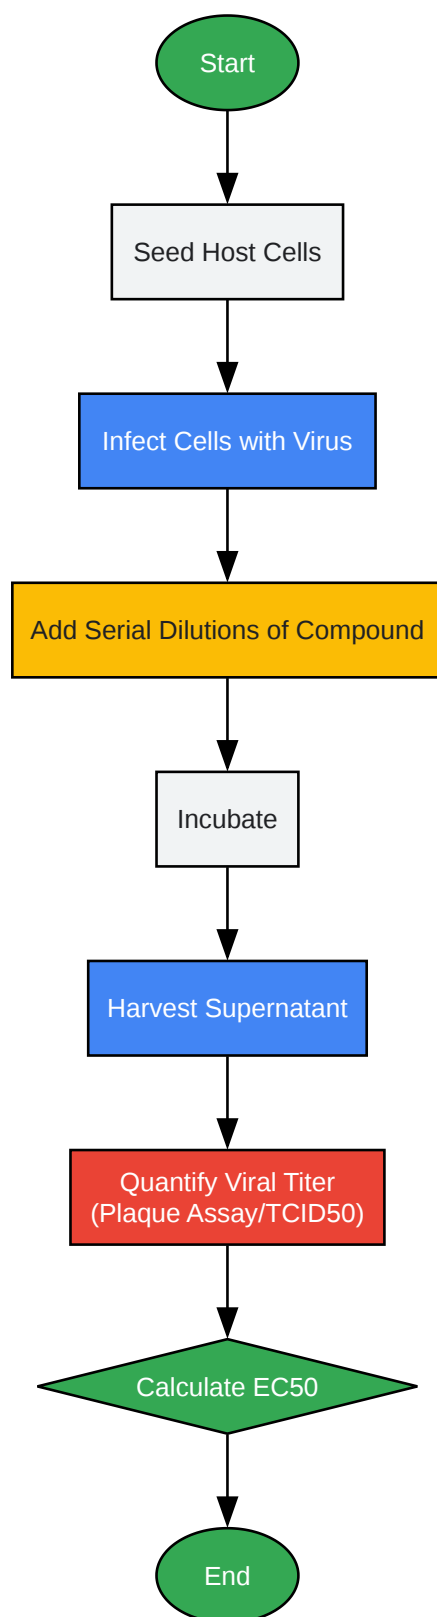 Start
Seed Host Cells
Infect Cells with Virus
Add Serial Dilutions of Compound
Incubate
Harvest Supernatant
Quantify Viral Titer
(Plaque Assay/TCID50)
Calculate EC50
End